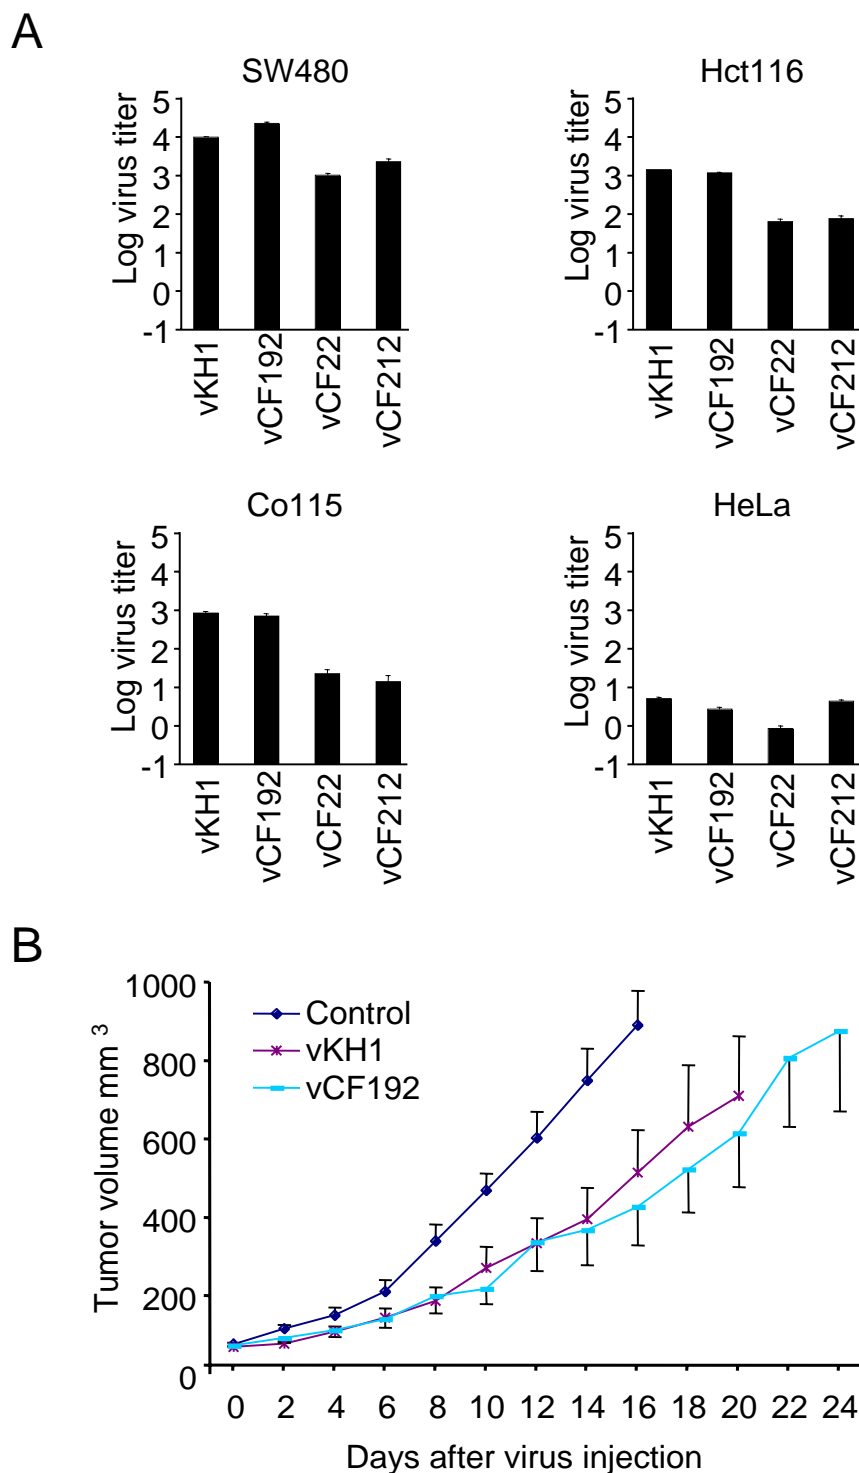 A
SW480
Hct116
Log virus titer
5
4
3
2
1
0
-1
vKH1
vCF192
vCF22
vCF212
Log virus titer
5
4
3
2
1
0
-1
vKH1
vCF192
vCF22
vCF212
Co115
HeLa
Log virus titer
5
4
3
2
1
0
-1
vKH1
vCF192
vCF22
vCF212
Log virus titer
5
4
3
2
1
0
-1
vKH1
vCF192
vCF22
vCF212
B
Tumor volume mm³
1000
800
600
400
200
0
Control
vKH1
vCF192
0 2 4 6 8 10 12 14 16 18 20 22 24
Days after virus injection